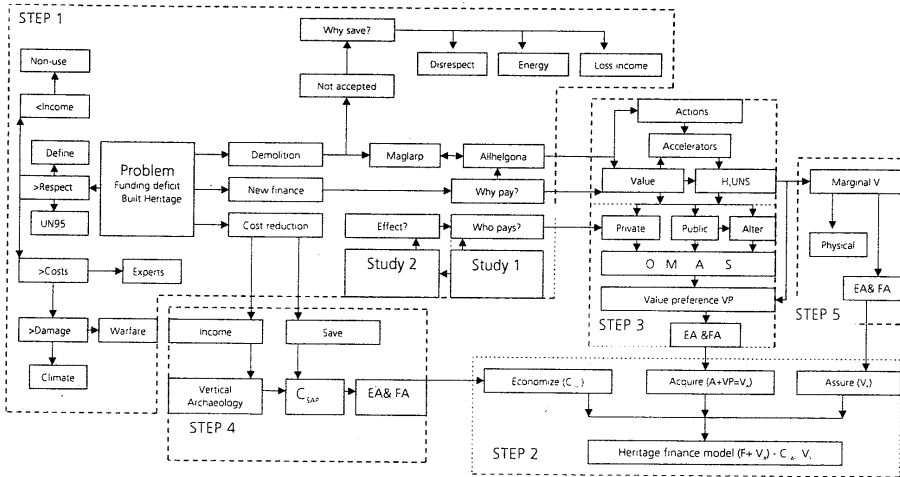 STEP 1
Why save?
Non-use
Disrespect
Energy
Loss income
Not accepted
<Income
Actions
Define
Accelerators
Problem
Funding deficit
Built Heritage
Demolition
Maglarp
Allhelgona
>Respect
New finance
Why pay?
Value
H,UNS
Marginal V
UN95
Cost reduction
Effect?
Who pays?
Private
Public
Alter
Physical
Study 2
Study 1
O M A S
>Costs
Experts
Value preference VP
EA& FA
STEP 3
STEP 5
>Damage
Warfare
Income
Save
EA &FA
Climate
Vertical
Archaeology
CSAP
EA& FA
Economize (C
Acquire (A+VP=V
Assure (V
STEP 4
STEP 2
Heritage finance model (F+ V